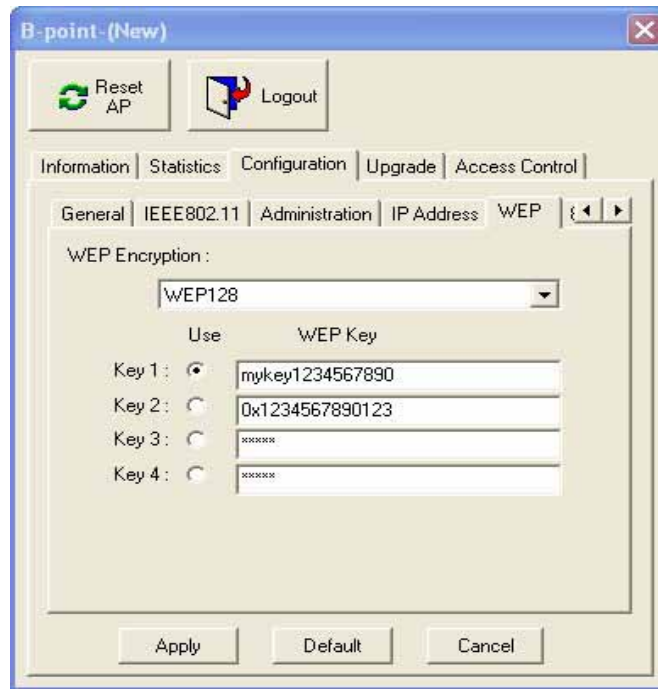 B-point-(New)
Reset AP
Logout
Information Statistics Configuration Upgrade Access Control
General IEEE802.11 Administration IP Address WEP
WEP Encryption :
WEP128
Use WEP Key
Key 1 : mykey1234567890
Key 2 : 0x1234567890123
Key 3 : *****
Key 4 : *****
Apply Default Cancel